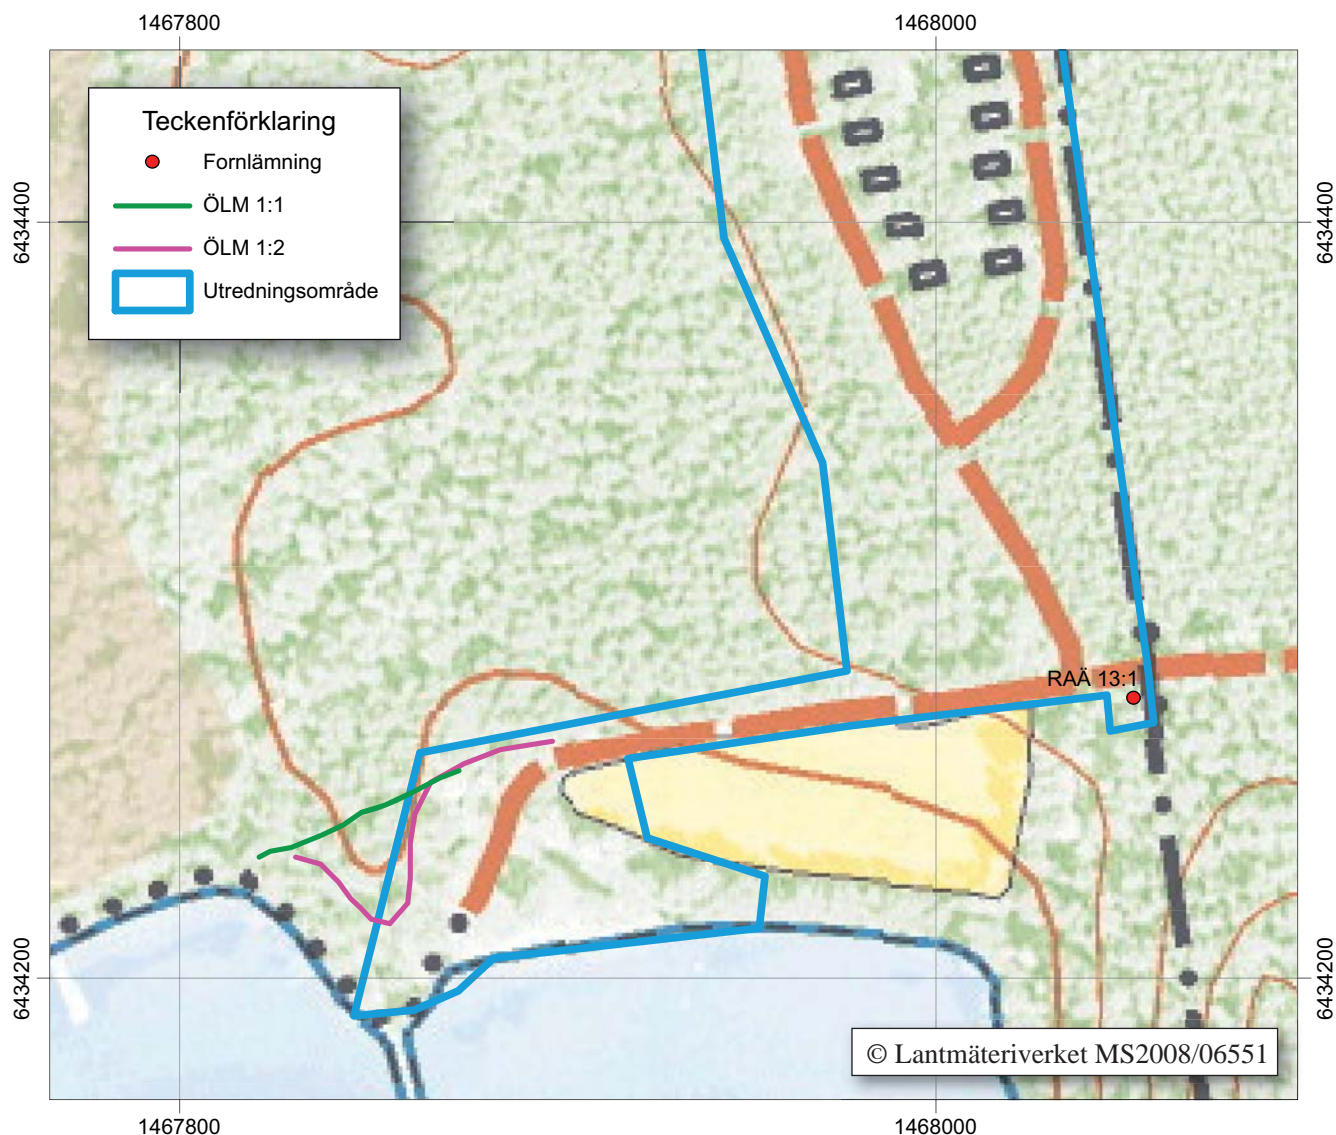 1467800
1468000
Teckenförklaring
Fornlämning
ÖLM 1:1
ÖLM 1:2
Utredningsområde
6434400
6434400
RAÄ 13:1
6434200
6434200
© Lantmäteriverket MS2008/06551
1467800
1468000